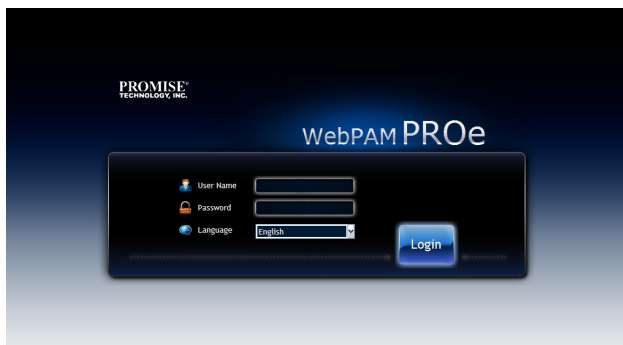 PROMISE®
TECHNOLOGY, INC.
WebPAM PROe
User Name
Password
Language English
Login